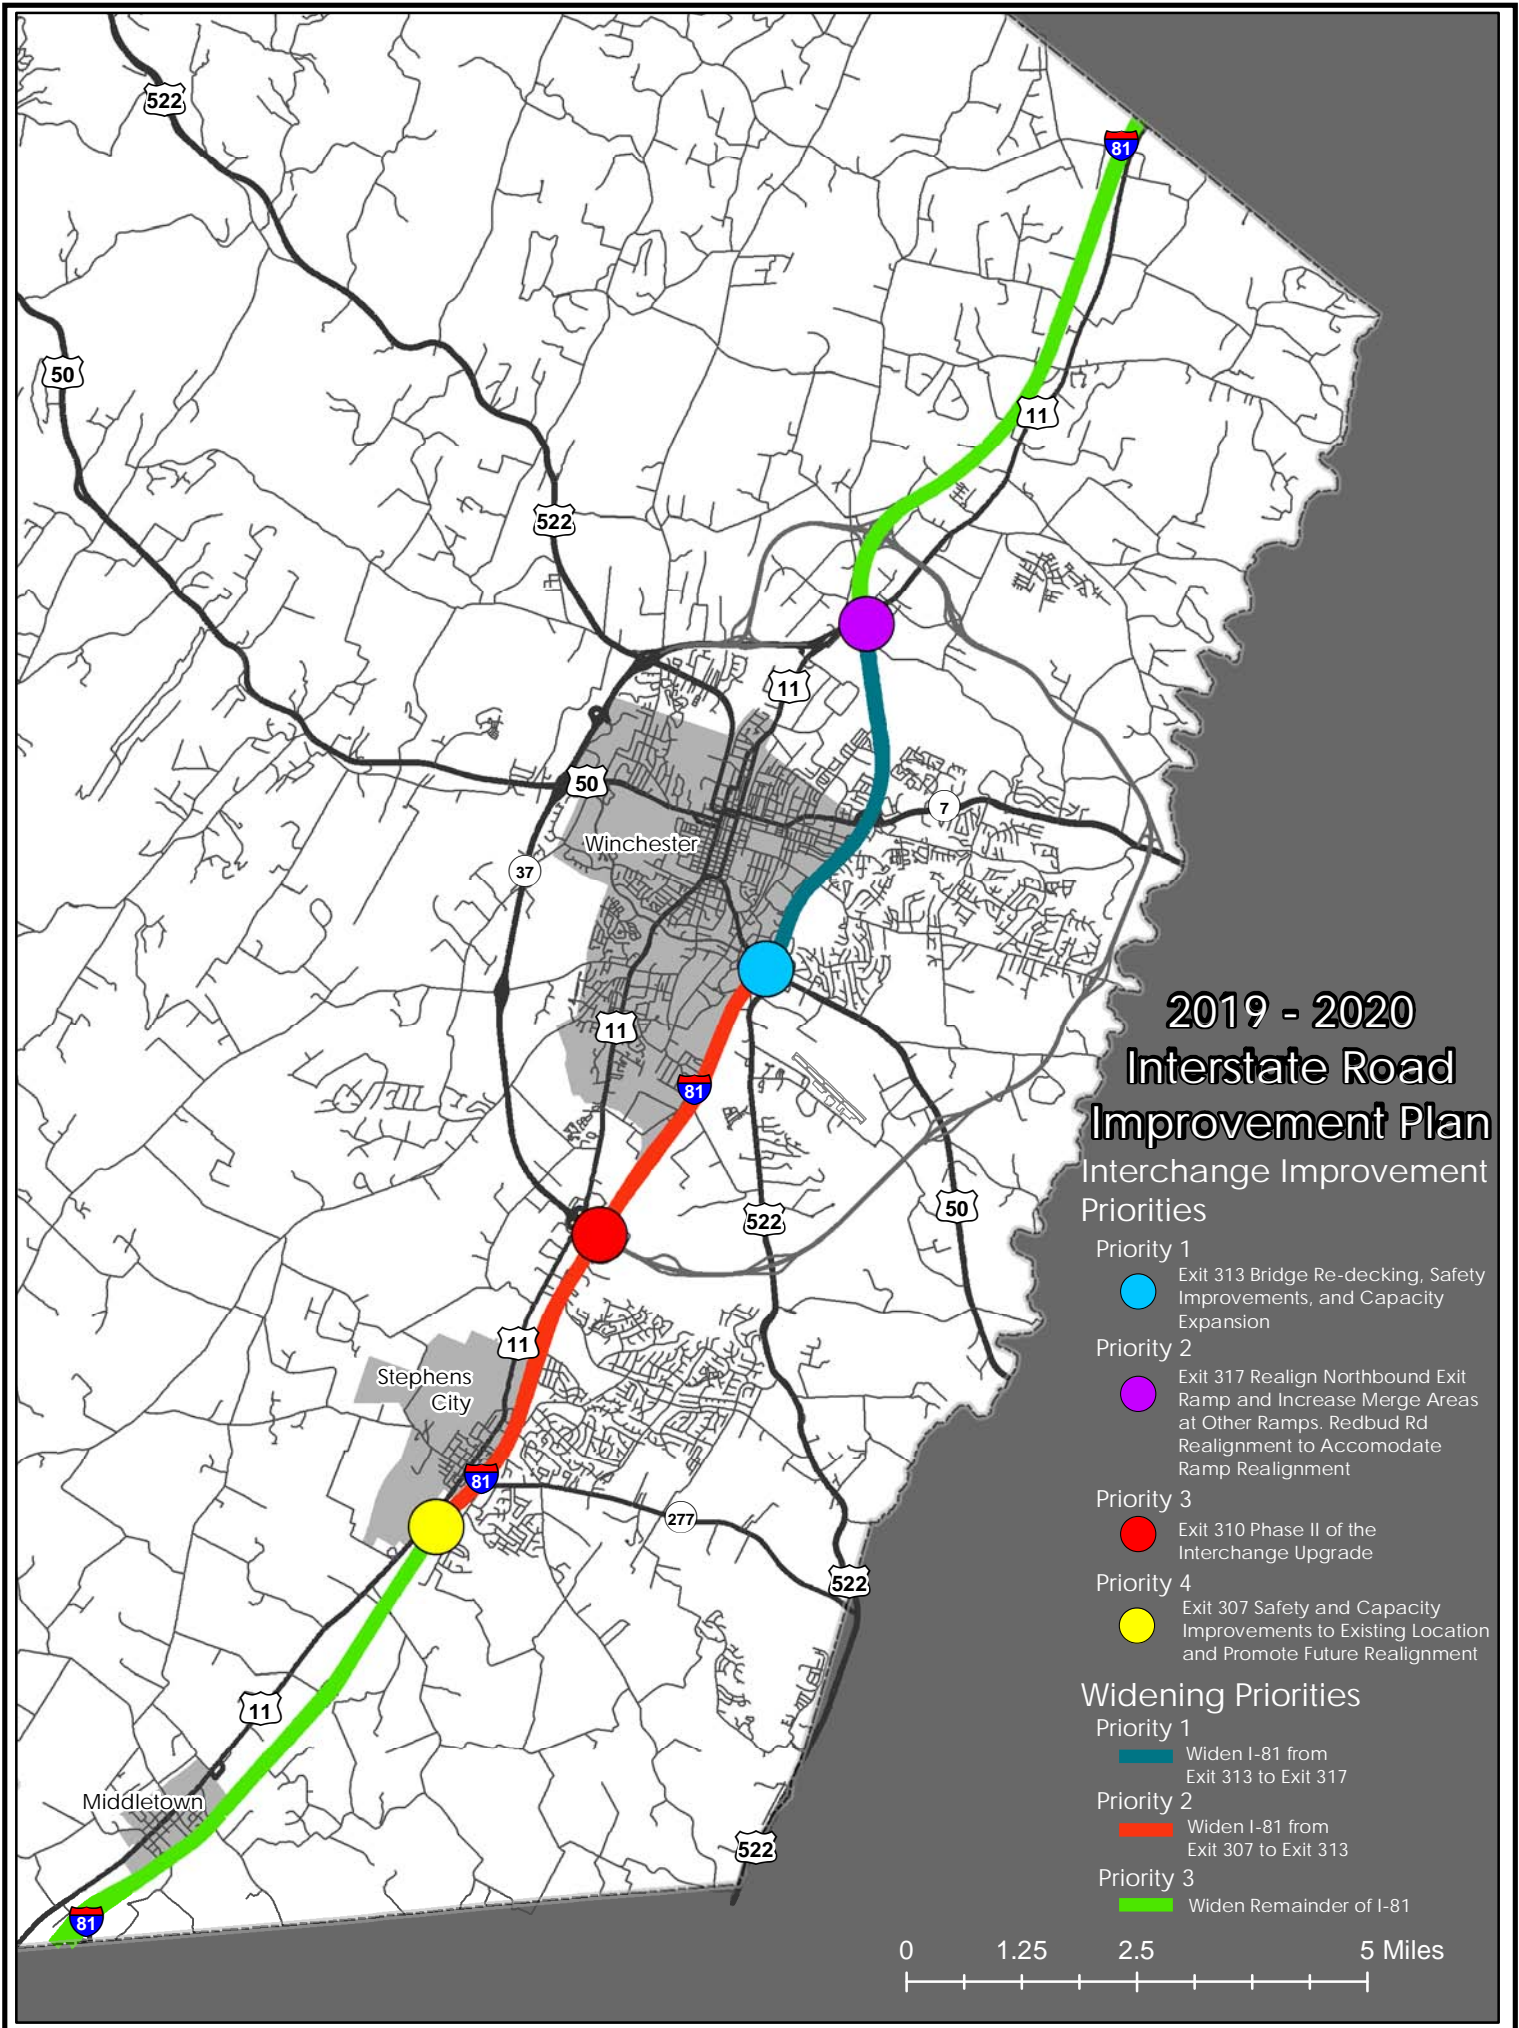 522
81
50
11
522
11
50
7
Winchester
37
11
81
2019 - 2020
Interstate Road
Improvement Plan
Interchange Improvement
Priorities
Priority 1
Exit 313 Bridge Re-decking, Safety
Improvements, and Capacity
Expansion
Priority 2
Exit 317 Realign Northbound Exit
Ramp and Increase Merge Areas
at Other Ramps. Redbud Rd
Realignment to Accomodate
Ramp Realignment
Priority 3
Exit 310 Phase II of the
Interchange Upgrade
Priority 4
Exit 307 Safety and Capacity
Improvements to Existing Location
and Promote Future Realignment
Widening Priorities
Priority 1
Widen I-81 from
Exit 313 to Exit 317
Priority 2
Widen I-81 from
Exit 307 to Exit 313
Priority 3
Widen Remainder of I-81
522
50
11
Stephens
City
81
277
522
11
Middletown
522
81
0 1.25 2.5 5 Miles